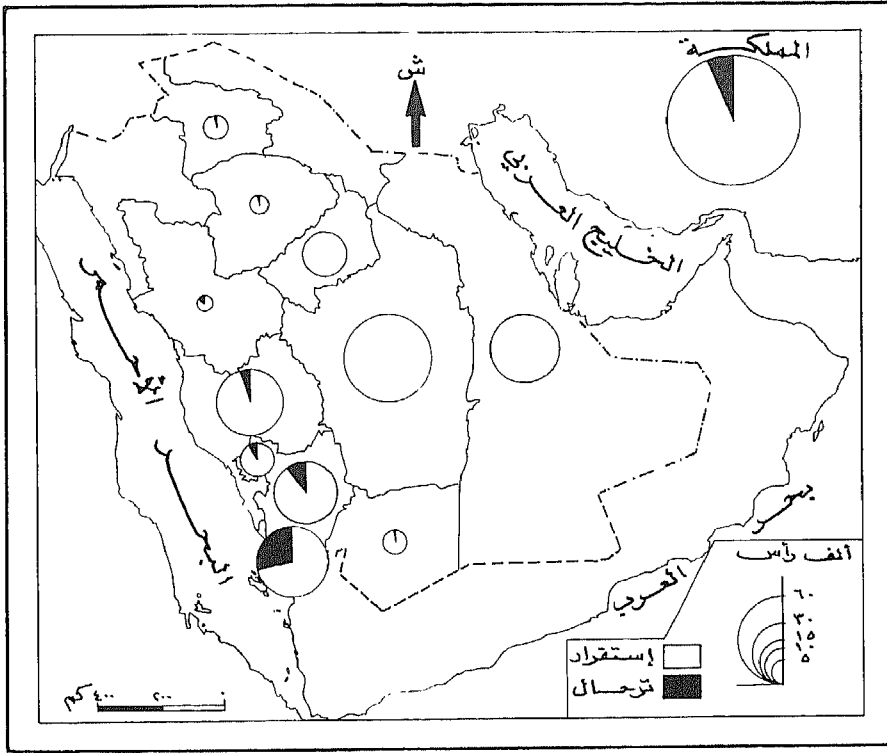 المملكة
ش
الخليج العربي
البحر الأحمر
بحر العرب
ألف رأس
٦٠
٣٠
١٥
١٠
٥
إستقرار
ترحال
٤٠٠ كم ٢٠٠ ٠